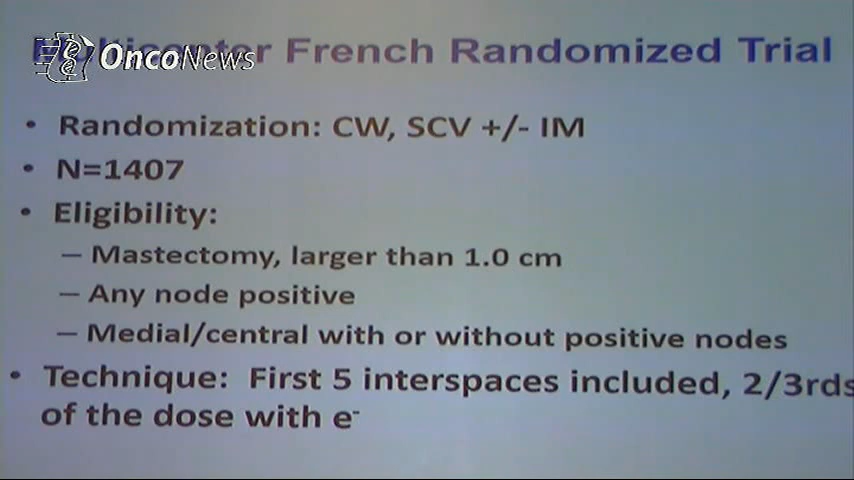 OncoNews
French Randomized Trial
• Randomization: CW, SCV +/- IM
• N=1407
• Eligibility:
– Mastectomy, larger than 1.0 cm
– Any node positive
– Medial/central with or without positive nodes
• Technique: First 5 interspaces included, 2/3rds
of the dose with e-